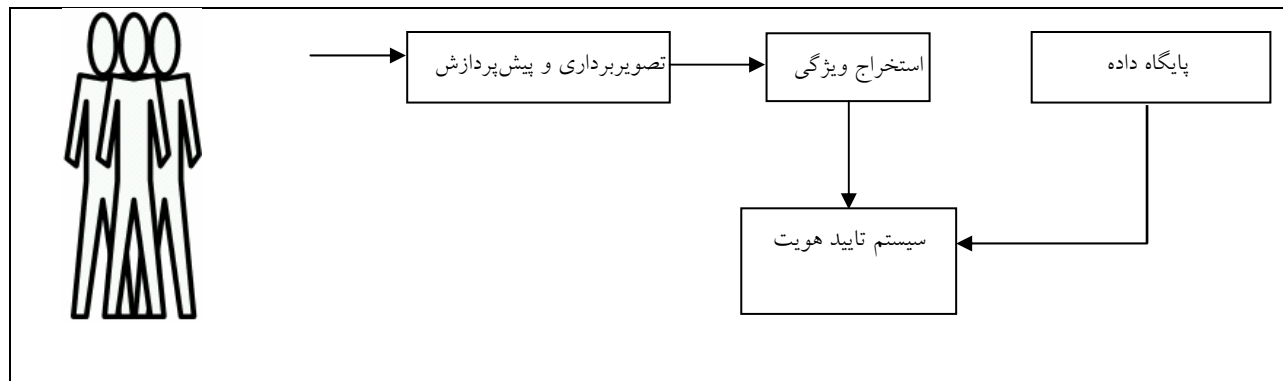 تصویربرداری و پیش‌پردازش
استخراج ویژگی
پایگاه داده
سیستم تایید هویت